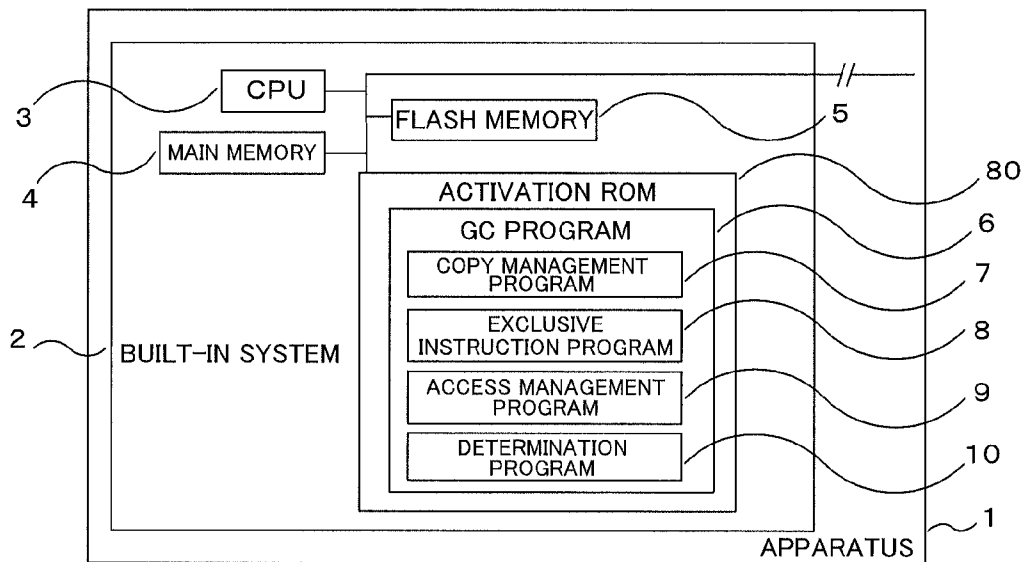 CPU
3
FLASH MEMORY
5
MAIN MEMORY
4
80
ACTIVATION ROM
6
GC PROGRAM
COPY MANAGEMENT
PROGRAM
7
EXCLUSIVE
INSTRUCTION PROGRAM
8
2
BUILT-IN SYSTEM
ACCESS MANAGEMENT
PROGRAM
9
DETERMINATION
PROGRAM
10
1
APPARATUS